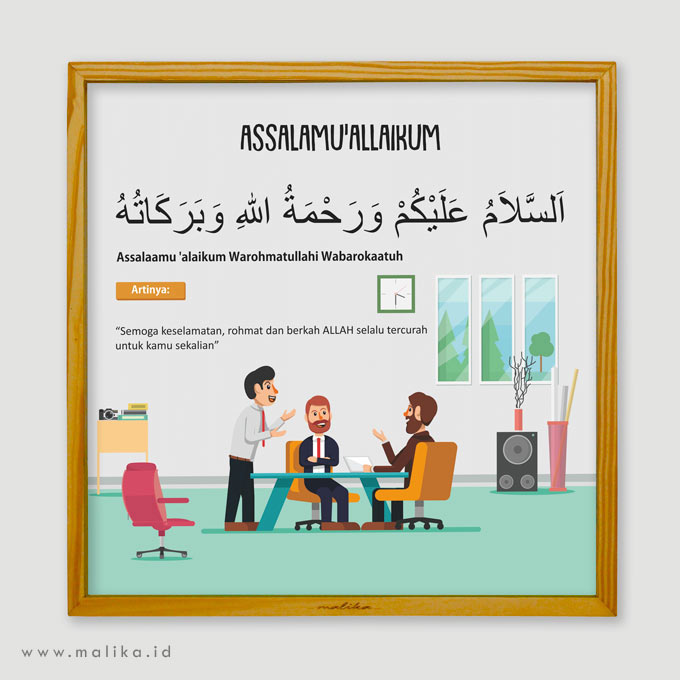 ASSALAMU'ALLAIKUM
اَلسَّلاَمُ عَلَيْكُمْ وَرَحْمَةُ اللهِ وَبَرَكَاتُهُ
Assalaamu 'alaikum Warohmatullahi Wabarokaatuh
Artinya:
“Semoga keselamatan, rohmat dan berkah ALLAH selalu tercurah
untuk kamu sekalian”
malika
www.malika.id